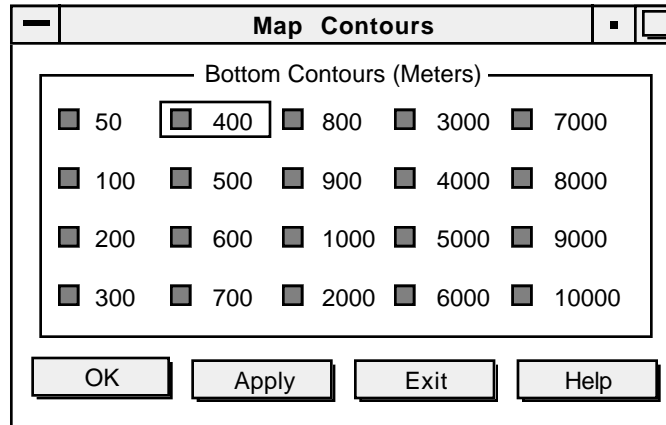 Map Contours
Bottom Contours (Meters)
50 400 800 3000 7000
100 500 900 4000 8000
200 600 1000 5000 9000
300 700 2000 6000 10000
OK Apply Exit Help